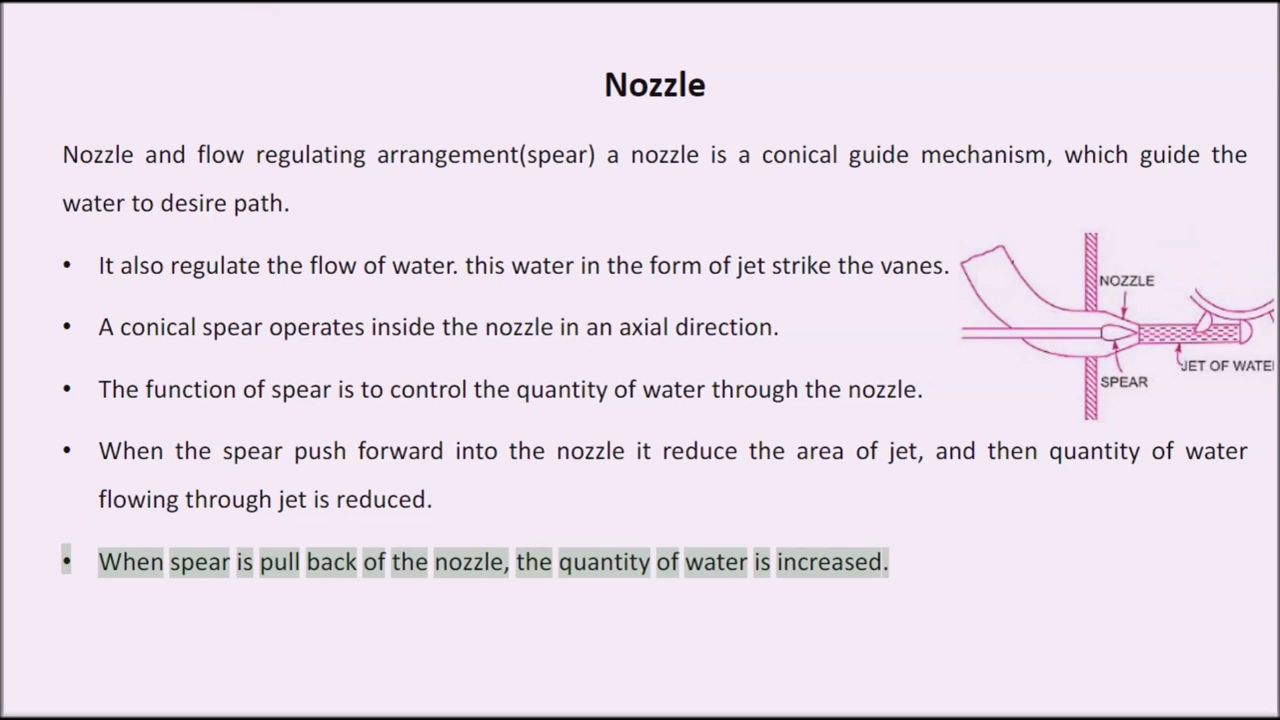 Nozzle
Nozzle and flow regulating arrangement(spear) a nozzle is a conical guide mechanism, which guide the
water to desire path.
• It also regulate the flow of water. this water in the form of jet strike the vanes.
• A conical spear operates inside the nozzle in an axial direction.
• The function of spear is to control the quantity of water through the nozzle.
• When the spear push forward into the nozzle it reduce the area of jet, and then quantity of water
flowing through jet is reduced.
• When spear is pull back of the nozzle, the quantity of water is increased.
NOZZLE
JET OF WATE
SPEAR